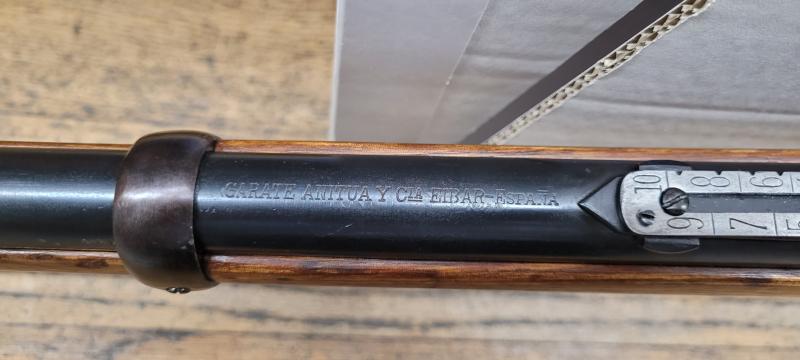 GARATE ANITUA Y CIA EIBAR-ESPAÑA
10 8 6
9 7 5